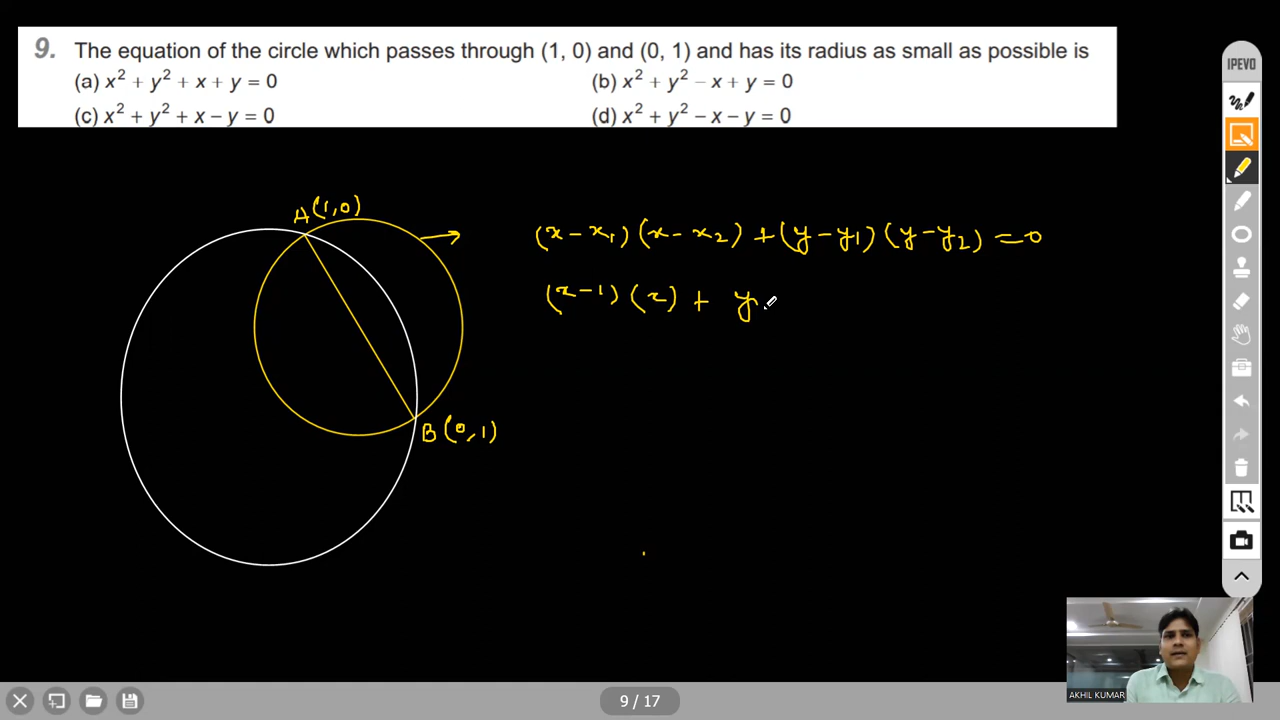 9. The equation of the circle which passes through (1, 0) and (0, 1) and has its radius as small as possible is
(a) x² + y² + x + y = 0 (b) x² + y² − x + y = 0
(c) x² + y² + x − y = 0 (d) x² + y² − x − y = 0
IPEVO
A(1,0)
(x−x₁)(x−x₂)+(y−y₁)(y−y₂)=0
(x−1)(x)+ y
B(0,1)
AKHIL KUMAR
9 / 17